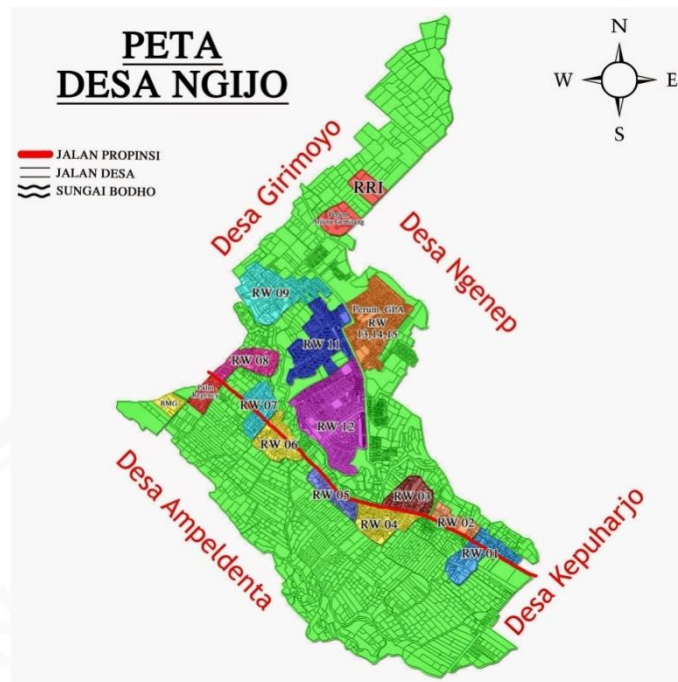 PETA
DESA NGIJO
N
W E
S
JALAN PROPINSI
JALAN DESA
SUNGAI BODHO
Desa Girimoyo
RRI
Desa Ngenep
RW 09
Perum. GPA
RW
13,14,15
RW 11
RW 08
Palm
Regency
BMG
RW 07
RW 12
RW 06
RW 05
RW 03
RW 04
RW 02
RW 01
Desa Ampeldenta
Desa Kepuharjo